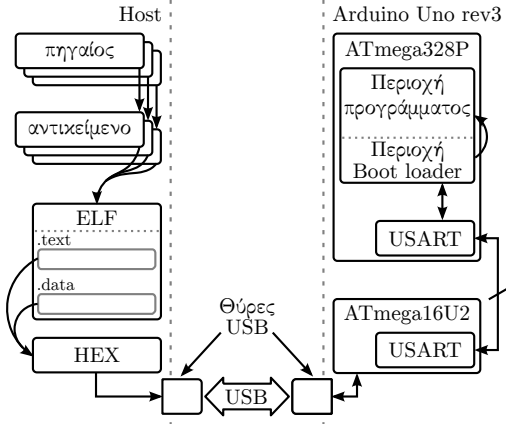 Host
πηγαίος
αντικείμενο
ELF
.text
.data
HEX
Θύρες
USB
USB
Arduino Uno rev3
ATmega328P
Περιοχή
προγράμματος
Περιοχή
Boot loader
USART
ATmega16U2
USART